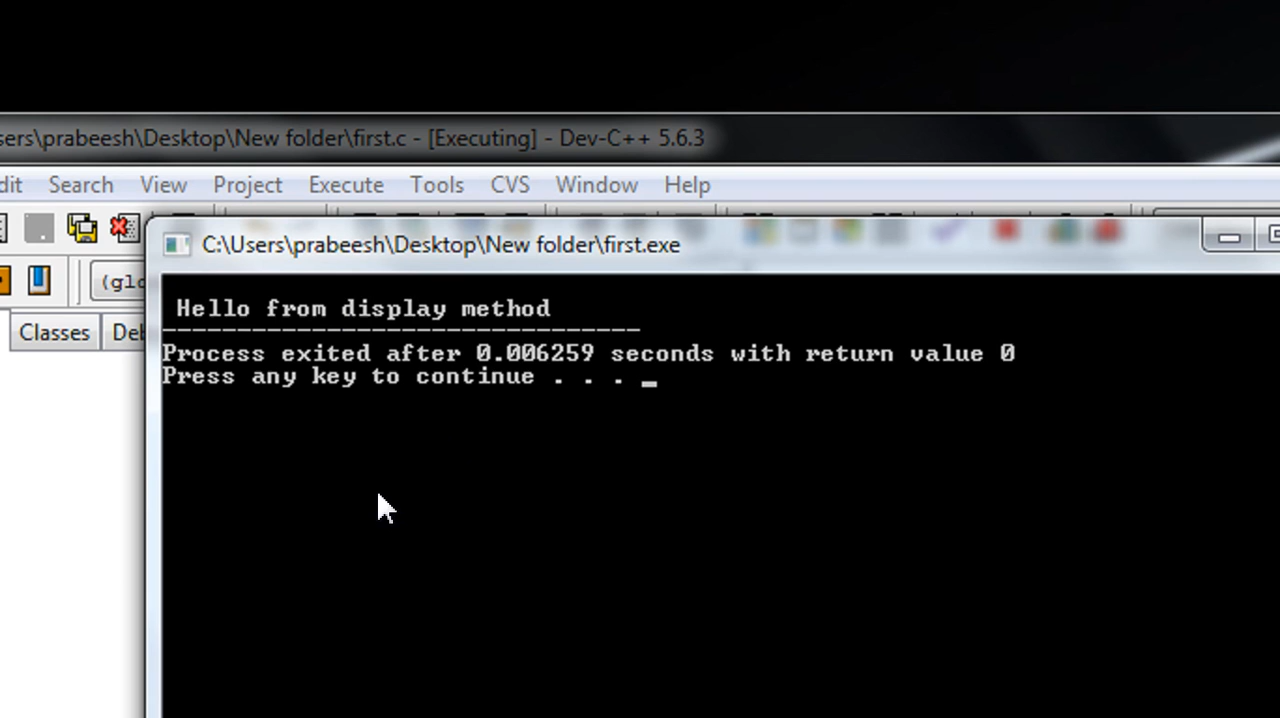 sers\prabeesh\Desktop\New folder\first.c - [Executing] - Dev-C++ 5.6.3
dit Search View Project Execute Tools CVS Window Help
C:\Users\prabeesh\Desktop\New folder\first.exe
(glo
Classes Deb
Hello from display method
--------------------------------
Process exited after 0.006259 seconds with return value 0
Press any key to continue . . . _